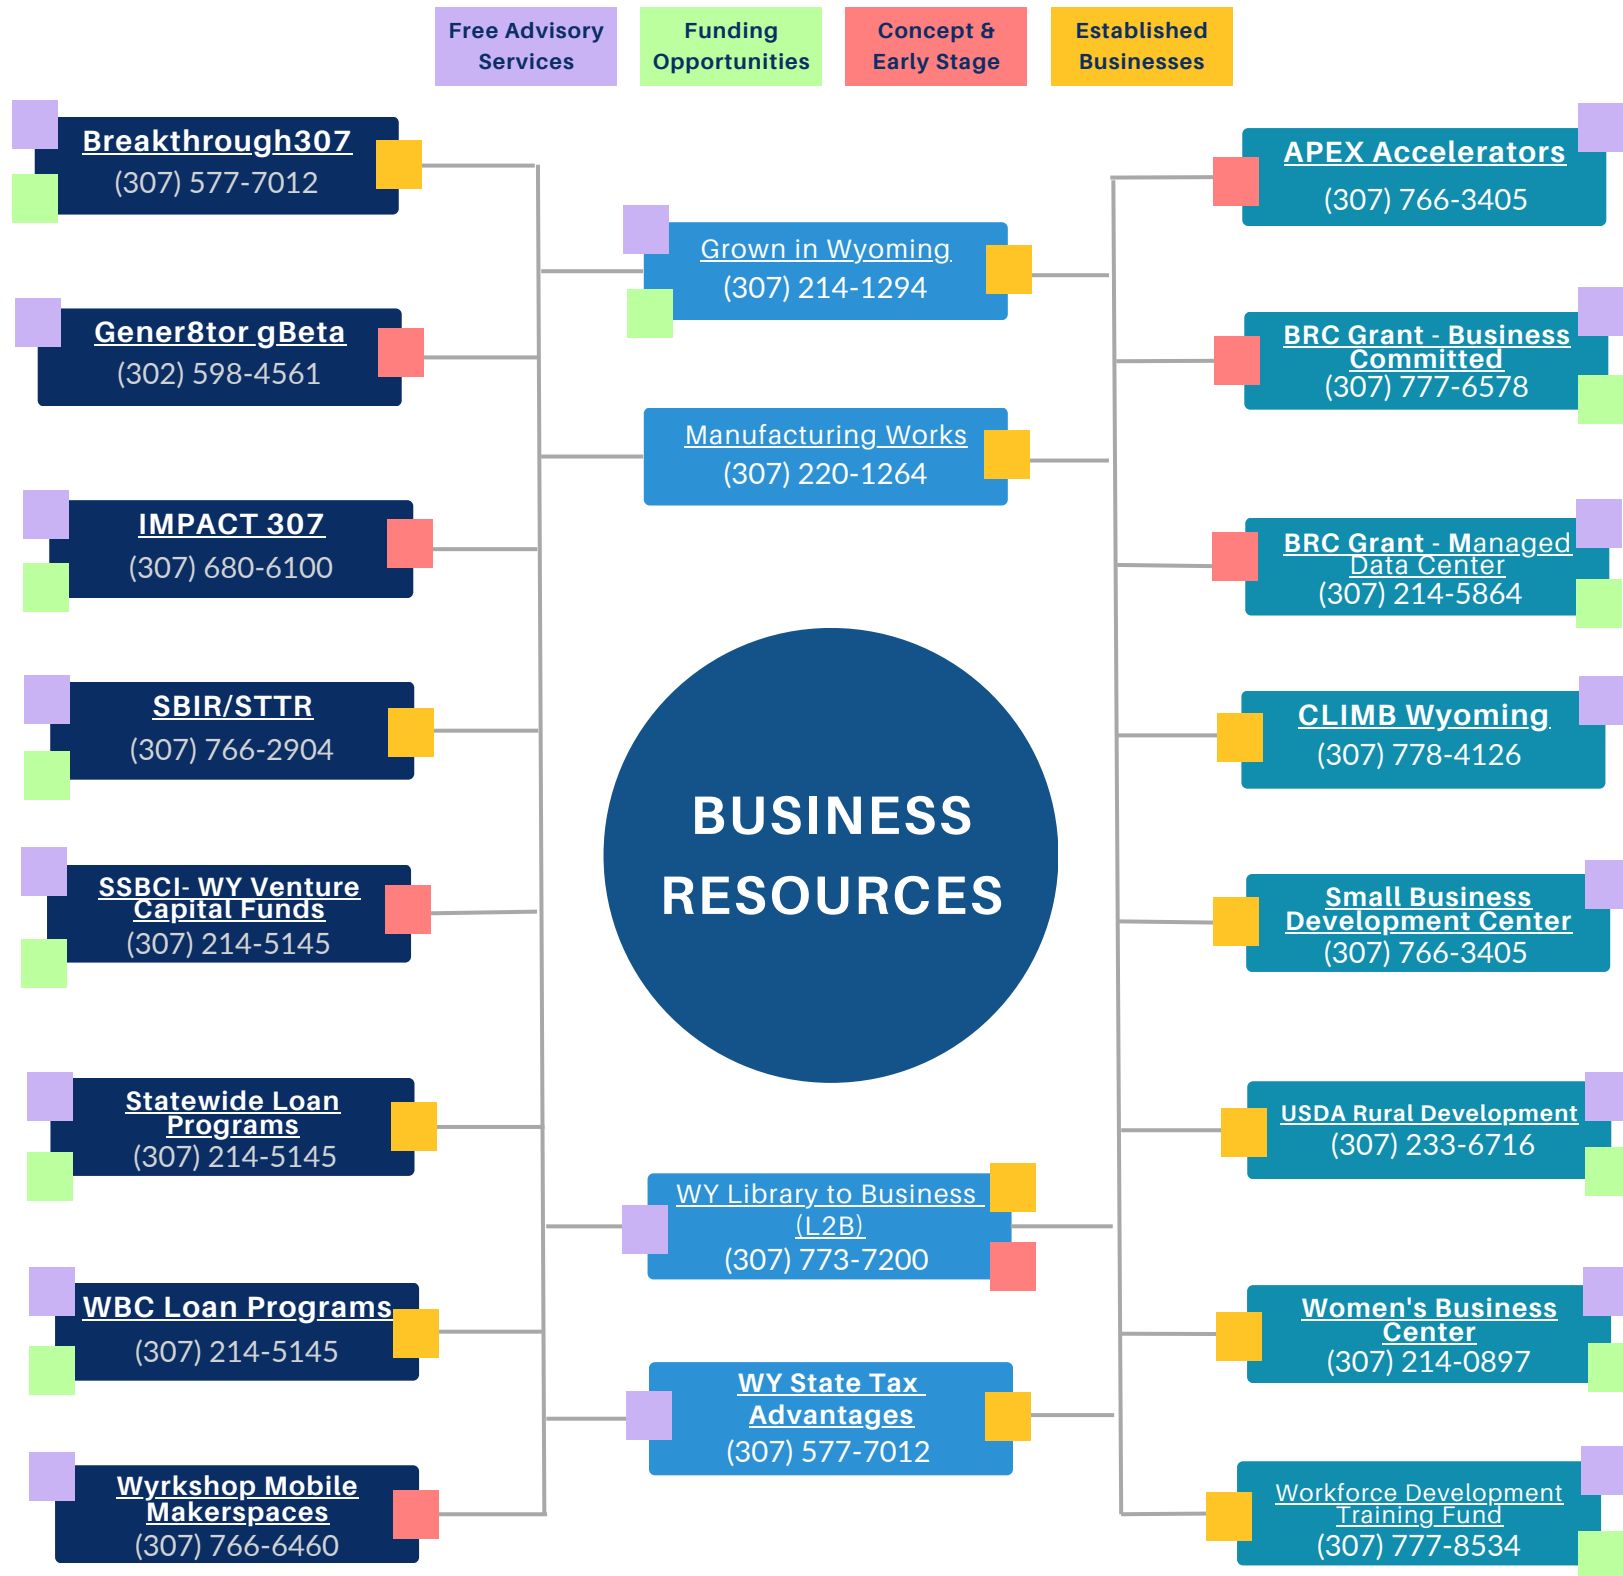 Free Advisory
Services
Funding
Opportunities
Concept &
Early Stage
Established
Businesses
Breakthrough307
(307) 577-7012
Gener8tor gBeta
(302) 598-4561
IMPACT 307
(307) 680-6100
SBIR/STTR
(307) 766-2904
SSBCI- WY Venture
Capital Funds
(307) 214-5145
Statewide Loan
Programs
(307) 214-5145
WBC Loan Programs
(307) 214-5145
Wyrkshop Mobile
Makerspaces
(307) 766-6460
Grown in Wyoming
(307) 214-1294
Manufacturing Works
(307) 220-1264
BUSINESS
RESOURCES
WY Library to Business
(L2B)
(307) 773-7200
WY State Tax
Advantages
(307) 577-7012
APEX Accelerators
(307) 766-3405
BRC Grant - Business
Committed
(307) 777-6578
BRC Grant - Managed
Data Center
(307) 214-5864
CLIMB Wyoming
(307) 778-4126
Small Business
Development Center
(307) 766-3405
USDA Rural Development
(307) 233-6716
Women's Business
Center
(307) 214-0897
Workforce Development
Training Fund
(307) 777-8534